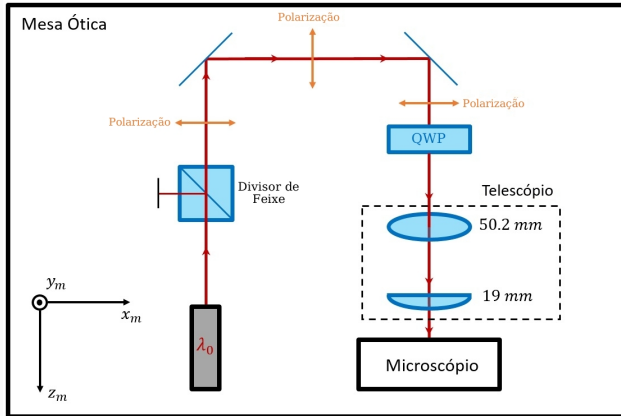 Mesa Ótica
Polarização
Polarização
Polarização
QWP
Divisor de
Feixe
Telescópio
50.2 mm
19 mm
y_m
x_m
z_m
λ_0
Microscópio